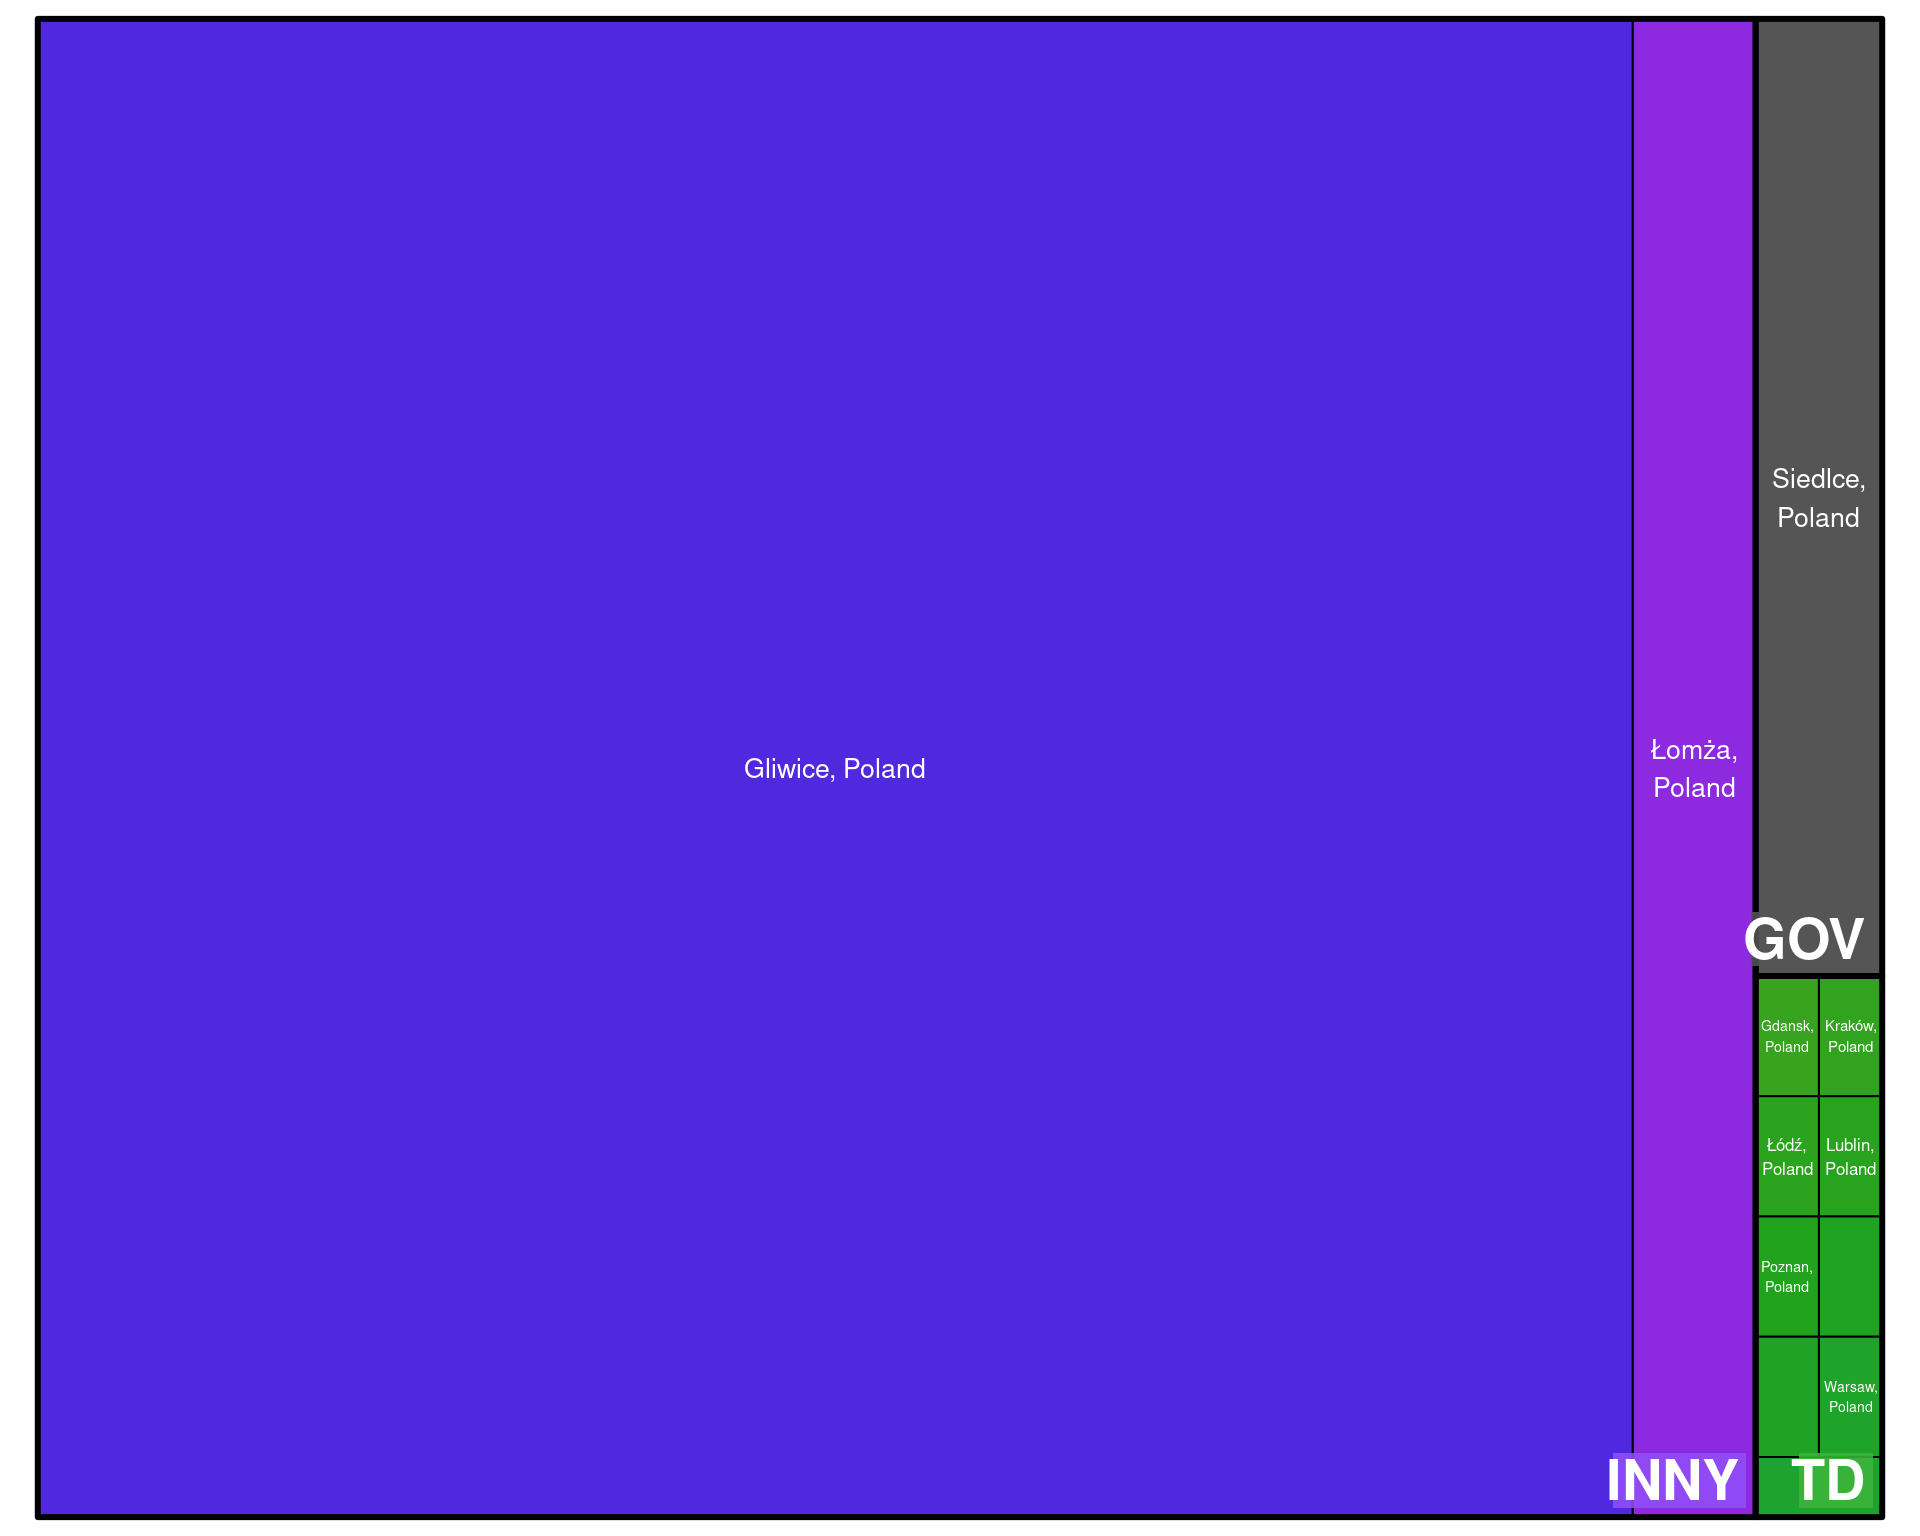 Gliwice, Poland
Łomża,
Poland
INNY
Siedlce,
Poland
GOV
Gdansk,
Poland
Kraków,
Poland
Łódź,
Poland
Lublin,
Poland
Poznan,
Poland
Warsaw,
Poland
TD